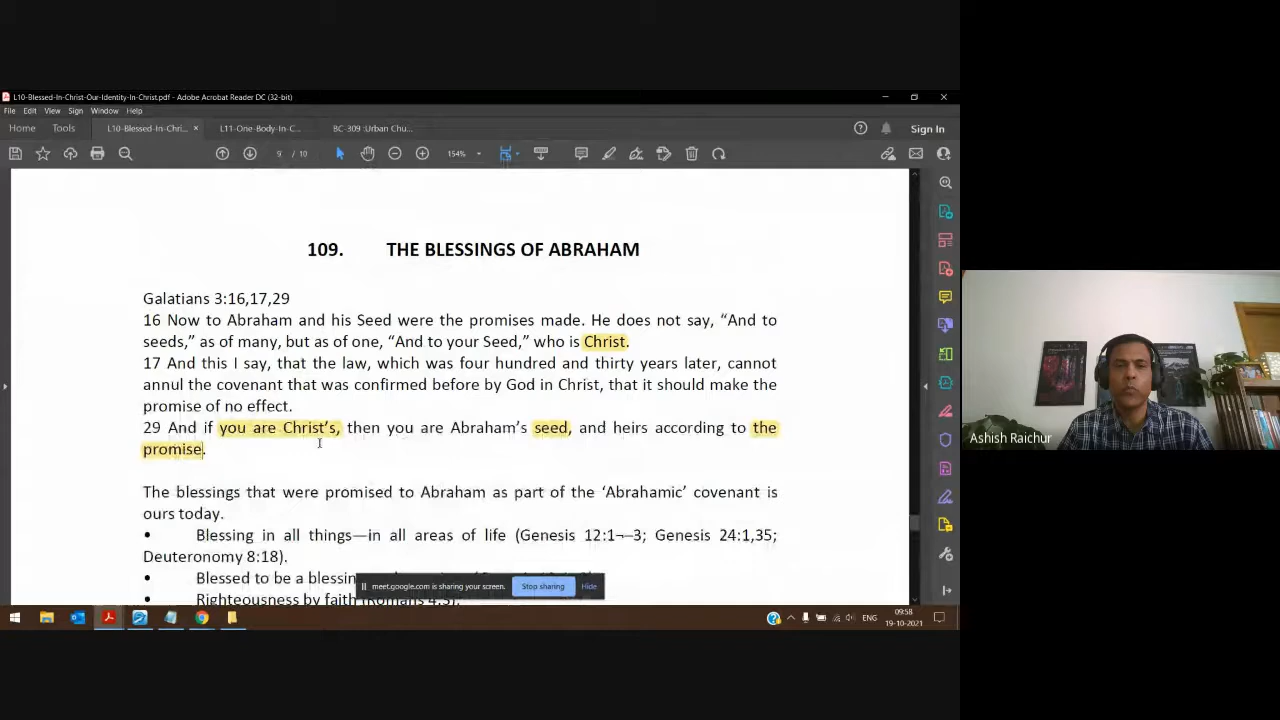 L10-Blessed-In-Christ-Our-Identity-In-Christ.pdf - Adobe Acrobat Reader DC (32-bit)
File Edit View Sign Window Help
Home Tools L10-Blessed-In-Chri... × L11-One-Body-In-C... BC-309 :Urban Chu... Sign In
9 / 10 154%
109. THE BLESSINGS OF ABRAHAM
Galatians 3:16,17,29
16 Now to Abraham and his Seed were the promises made. He does not say, “And to
seeds,” as of many, but as of one, “And to your Seed,” who is Christ.
17 And this I say, that the law, which was four hundred and thirty years later, cannot
annul the covenant that was confirmed before by God in Christ, that it should make the
promise of no effect.
29 And if you are Christ’s, then you are Abraham’s seed, and heirs according to the
promise.
Ashish Raichur
The blessings that were promised to Abraham as part of the ‘Abrahamic’ covenant is
ours today.
• Blessing in all things—in all areas of life (Genesis 12:1¬–3; Genesis 24:1,35;
Deuteronomy 8:18).
• Blessed to be a blessin
meet.google.com is sharing your screen. Stop sharing Hide
• Righteousness by faith (Romans 4:3).
ENG 09:58
19-10-2021